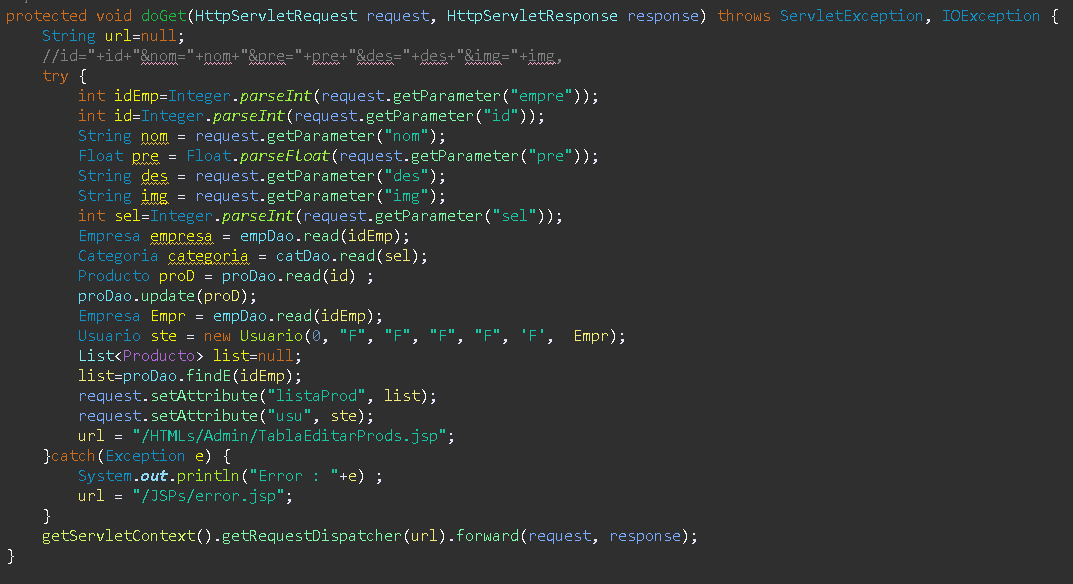 protected void doGet(HttpServletRequest request, HttpServletResponse response) throws ServletException, IOException {
    String url=null;
    //id="+id+"&nom="+nom+"&pre="+pre+"&des="+des+"&img="+img,
    try {
        int idEmp=Integer.parseInt(request.getParameter("empre"));
        int id=Integer.parseInt(request.getParameter("id"));
        String nom = request.getParameter("nom");
        Float pre = Float.parseFloat(request.getParameter("pre"));
        String des = request.getParameter("des");
        String img = request.getParameter("img");
        int sel=Integer.parseInt(request.getParameter("sel"));
        Empresa empresa = empDao.read(idEmp);
        Categoria categoria = catDao.read(sel);
        Producto proD = proDao.read(id) ;
        proDao.update(proD);
        Empresa Empr = empDao.read(idEmp);
        Usuario ste = new Usuario(0, "F", "F", "F", "F", 'F',  Empr);
        List<Producto> list=null;
        list=proDao.findE(idEmp);
        request.setAttribute("listaProd", list);
        request.setAttribute("usu", ste);
        url = "/HTMLs/Admin/TablaEditarProds.jsp";
    }catch(Exception e) {
        System.out.println("Error : "+e) ;
        url = "/JSPs/error.jsp";
    }
    getServletContext().getRequestDispatcher(url).forward(request, response);
}